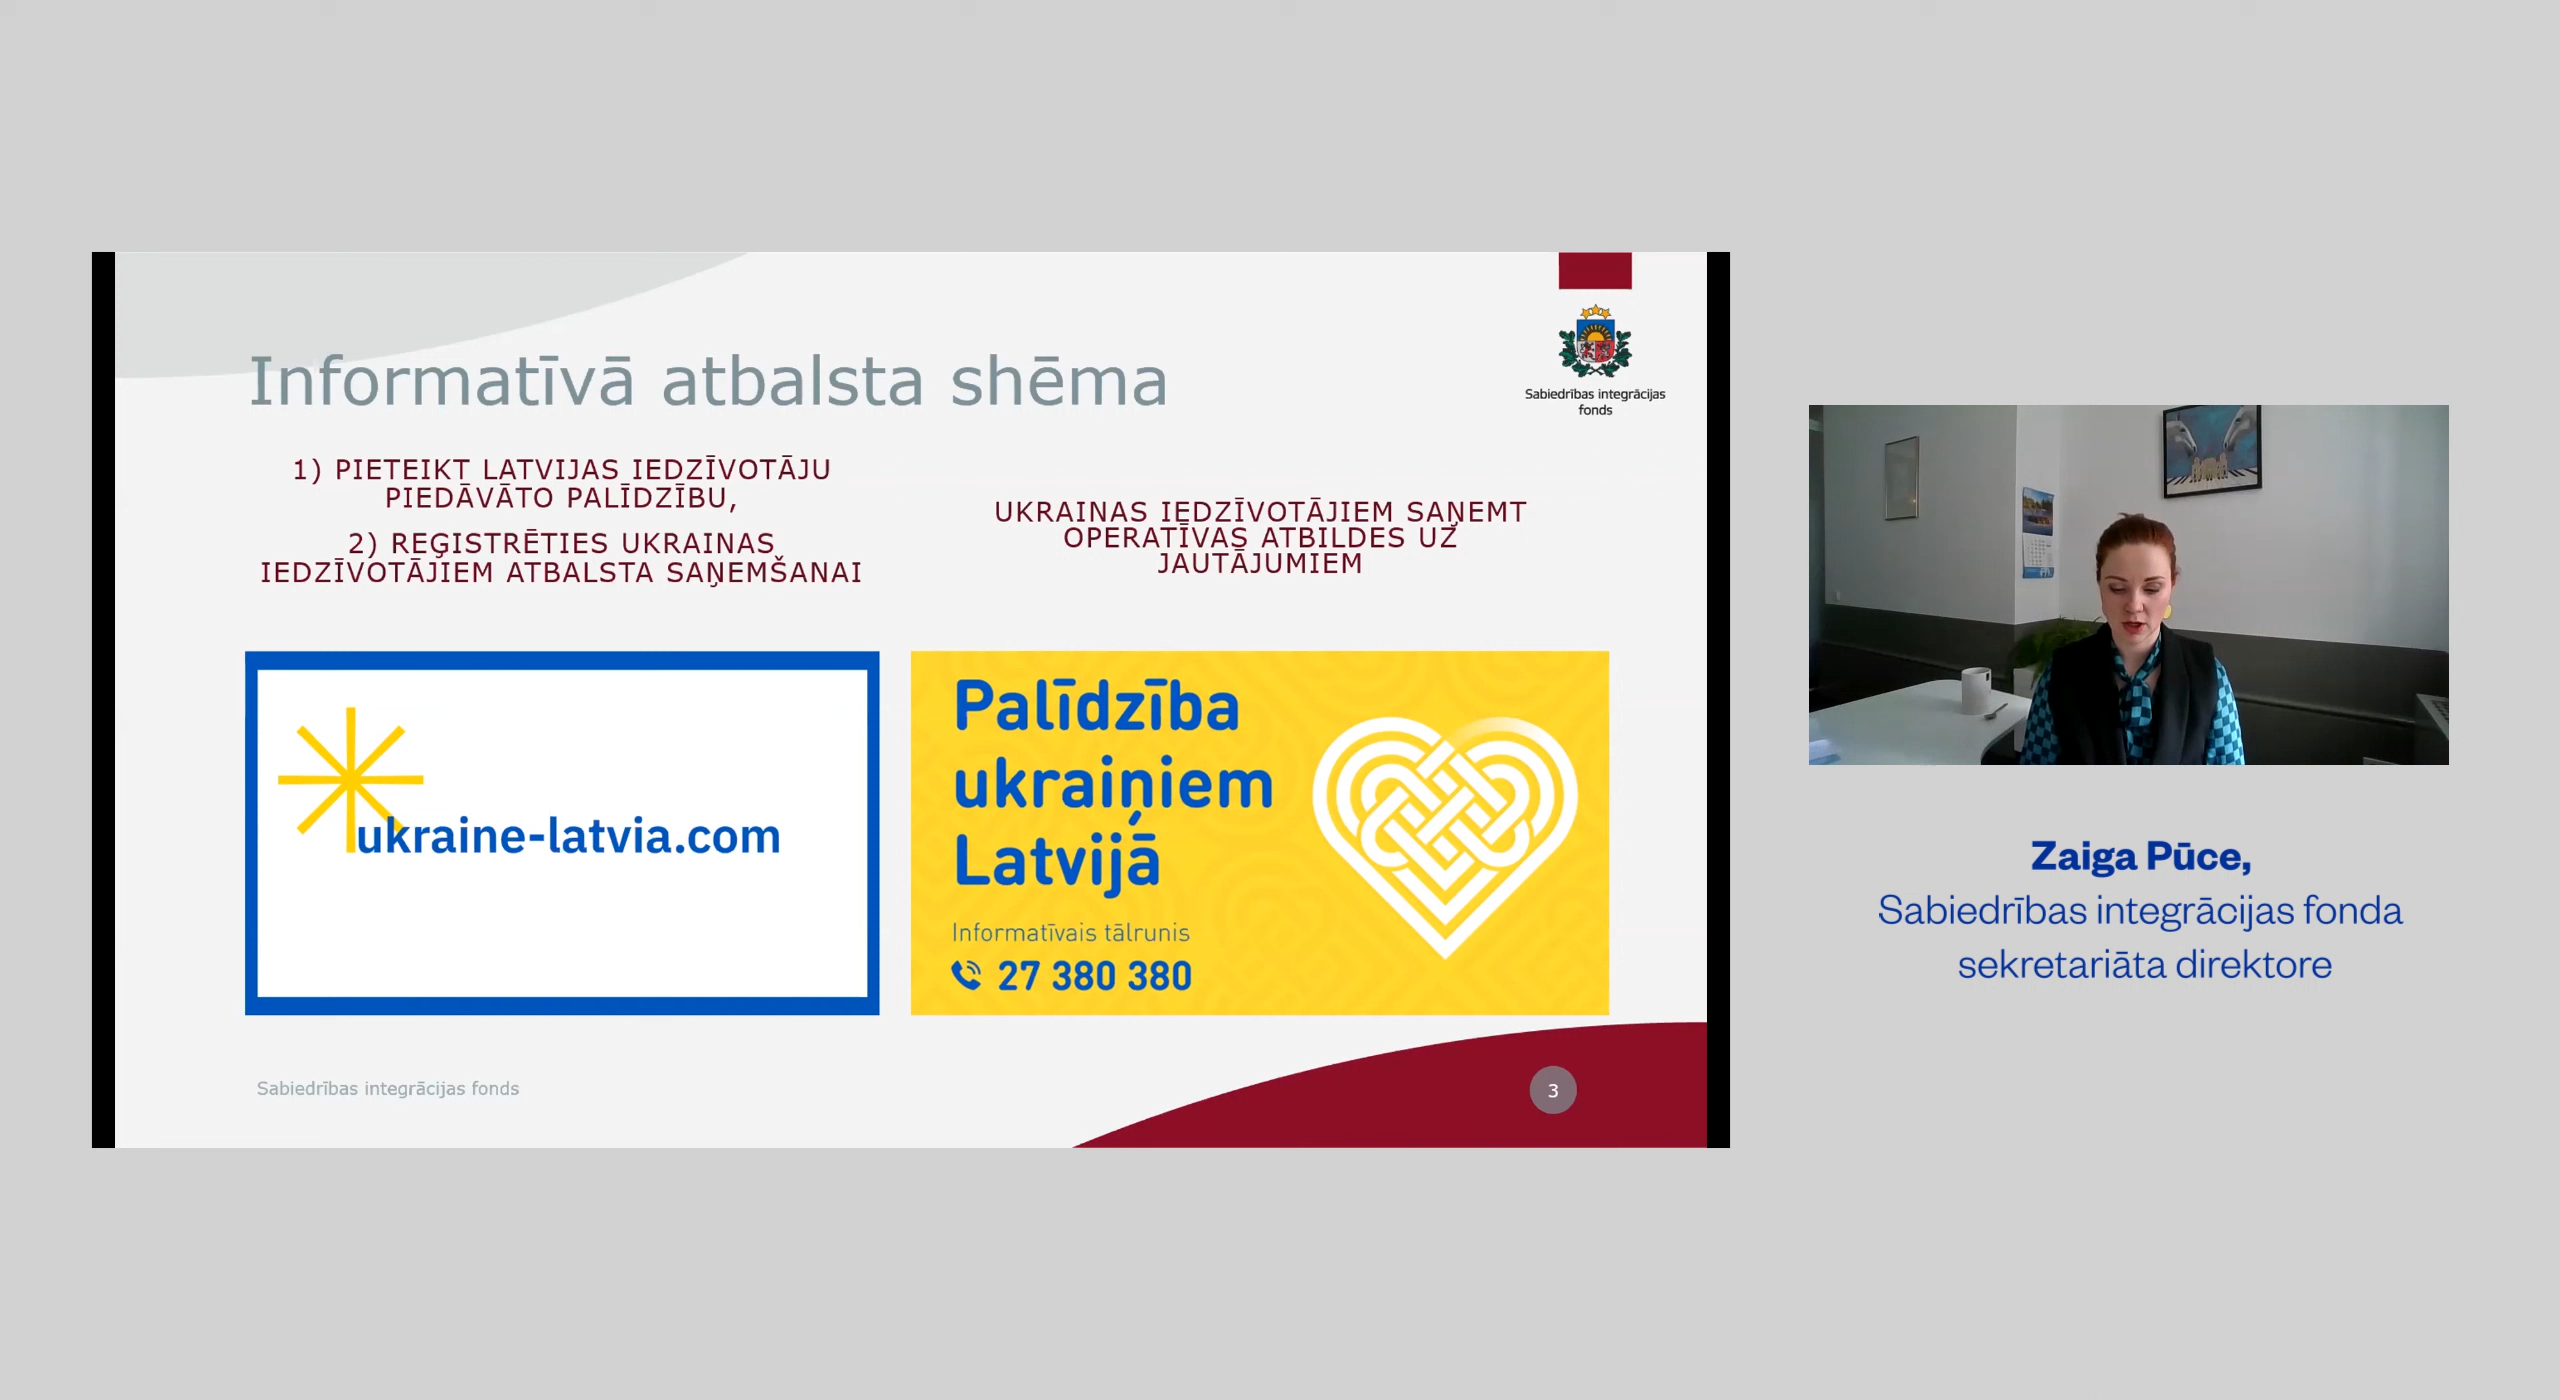 Informatīvā atbalsta shēma
Sabiedrības integrācijas
fonds
1) PIETEIKT LATVIJAS IEDZĪVOTĀJU
PIEDĀVĀTO PALĪDZĪBU,
2) REĢISTRĒTIES UKRAINAS
IEDZĪVOTĀJIEM ATBALSTA SAŅEMŠANAI
UKRAINAS IEDZĪVOTĀJIEM SAŅEMT
OPERATĪVAS ATBILDES UZ
JAUTĀJUMIEM
ukraine-latvia.com
Palīdzība
ukraiņiem
Latvijā
Informatīvais tālrunis
27 380 380
Sabiedrības integrācijas fonds
3
Zaiga Pūce,
Sabiedrības integrācijas fonda
sekretariāta direktore